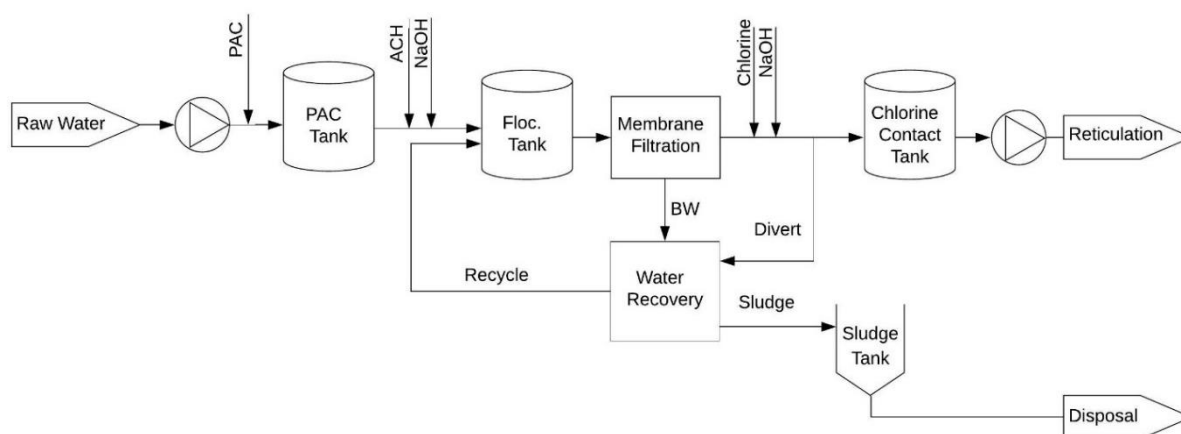 PAC
ACH
NaOH
Chlorine
NaOH
Raw Water
PAC
Tank
Floc.
Tank
Membrane
Filtration
Chlorine
Contact
Tank
Reticulation
BW
Divert
Recycle
Water
Recovery
Sludge
Sludge
Tank
Disposal